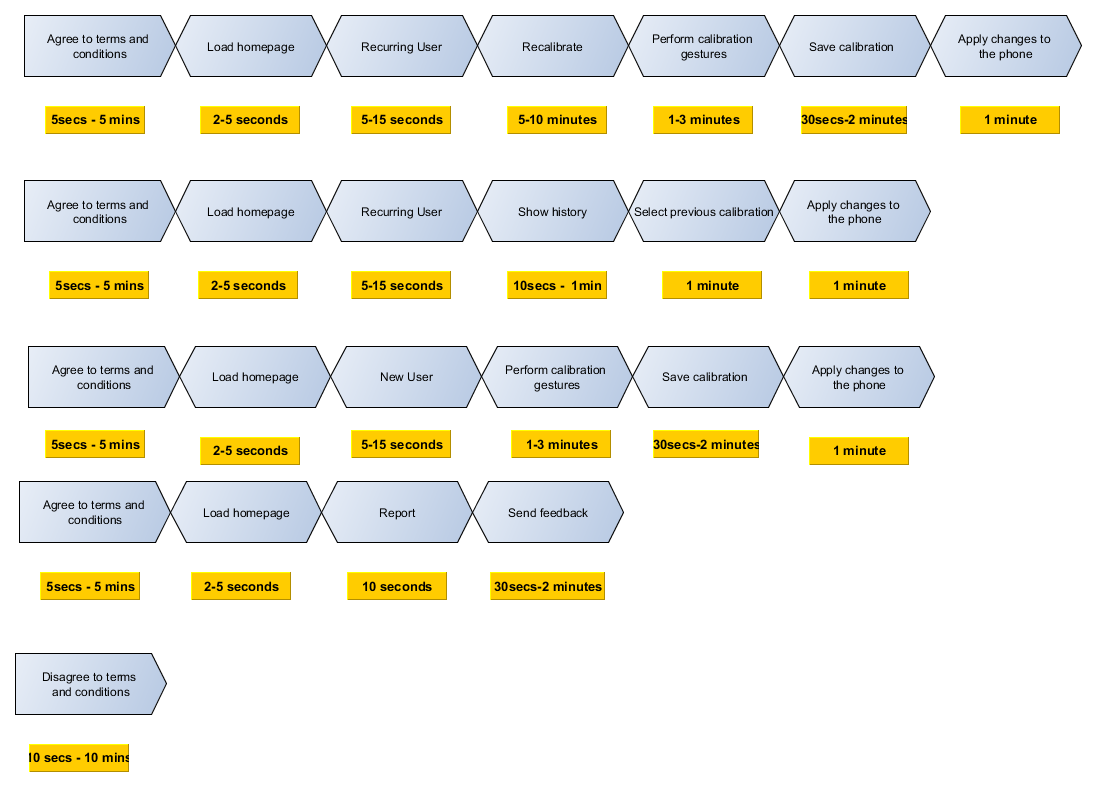 Agree to terms and
conditions
Load homepage
Recurring User
Recalibrate
Perform calibration
gestures
Save calibration
Apply changes to
the phone
5secs - 5 mins
2-5 seconds
5-15 seconds
5-10 minutes
1-3 minutes
30secs-2 minutes
1 minute
Agree to terms and
conditions
Load homepage
Recurring User
Show history
Select previous calibration
Apply changes to
the phone
5secs - 5 mins
2-5 seconds
5-15 seconds
10secs - 1min
1 minute
1 minute
Agree to terms and
conditions
Load homepage
New User
Perform calibration
gestures
Save calibration
Apply changes to
the phone
5secs - 5 mins
2-5 seconds
5-15 seconds
1-3 minutes
30secs-2 minutes
1 minute
Agree to terms and
conditions
Load homepage
Report
Send feedback
5secs - 5 mins
2-5 seconds
10 seconds
30secs-2 minutes
Disagree to terms
and conditions
10 secs - 10 mins